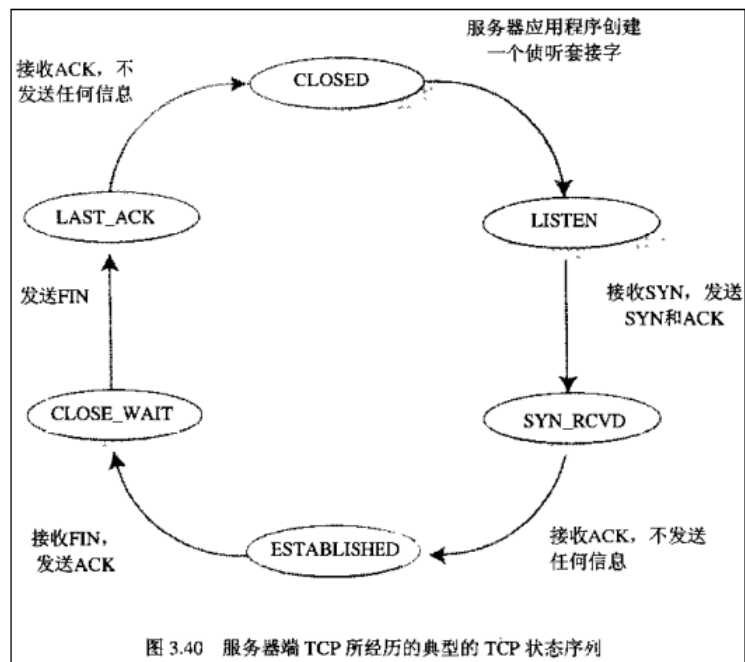 服务器应用程序创建
一个侦听套接字
接收ACK，不
发送任何信息
CLOSED
LAST_ACK
LISTEN
发送FIN
接收SYN，发送
SYN和ACK
CLOSE_WAIT
SYN_RCVD
接收FIN，
发送ACK
ESTABLISHED
接收ACK，不发送
任何信息
图 3.40 服务器端 TCP 所经历的典型的 TCP 状态序列